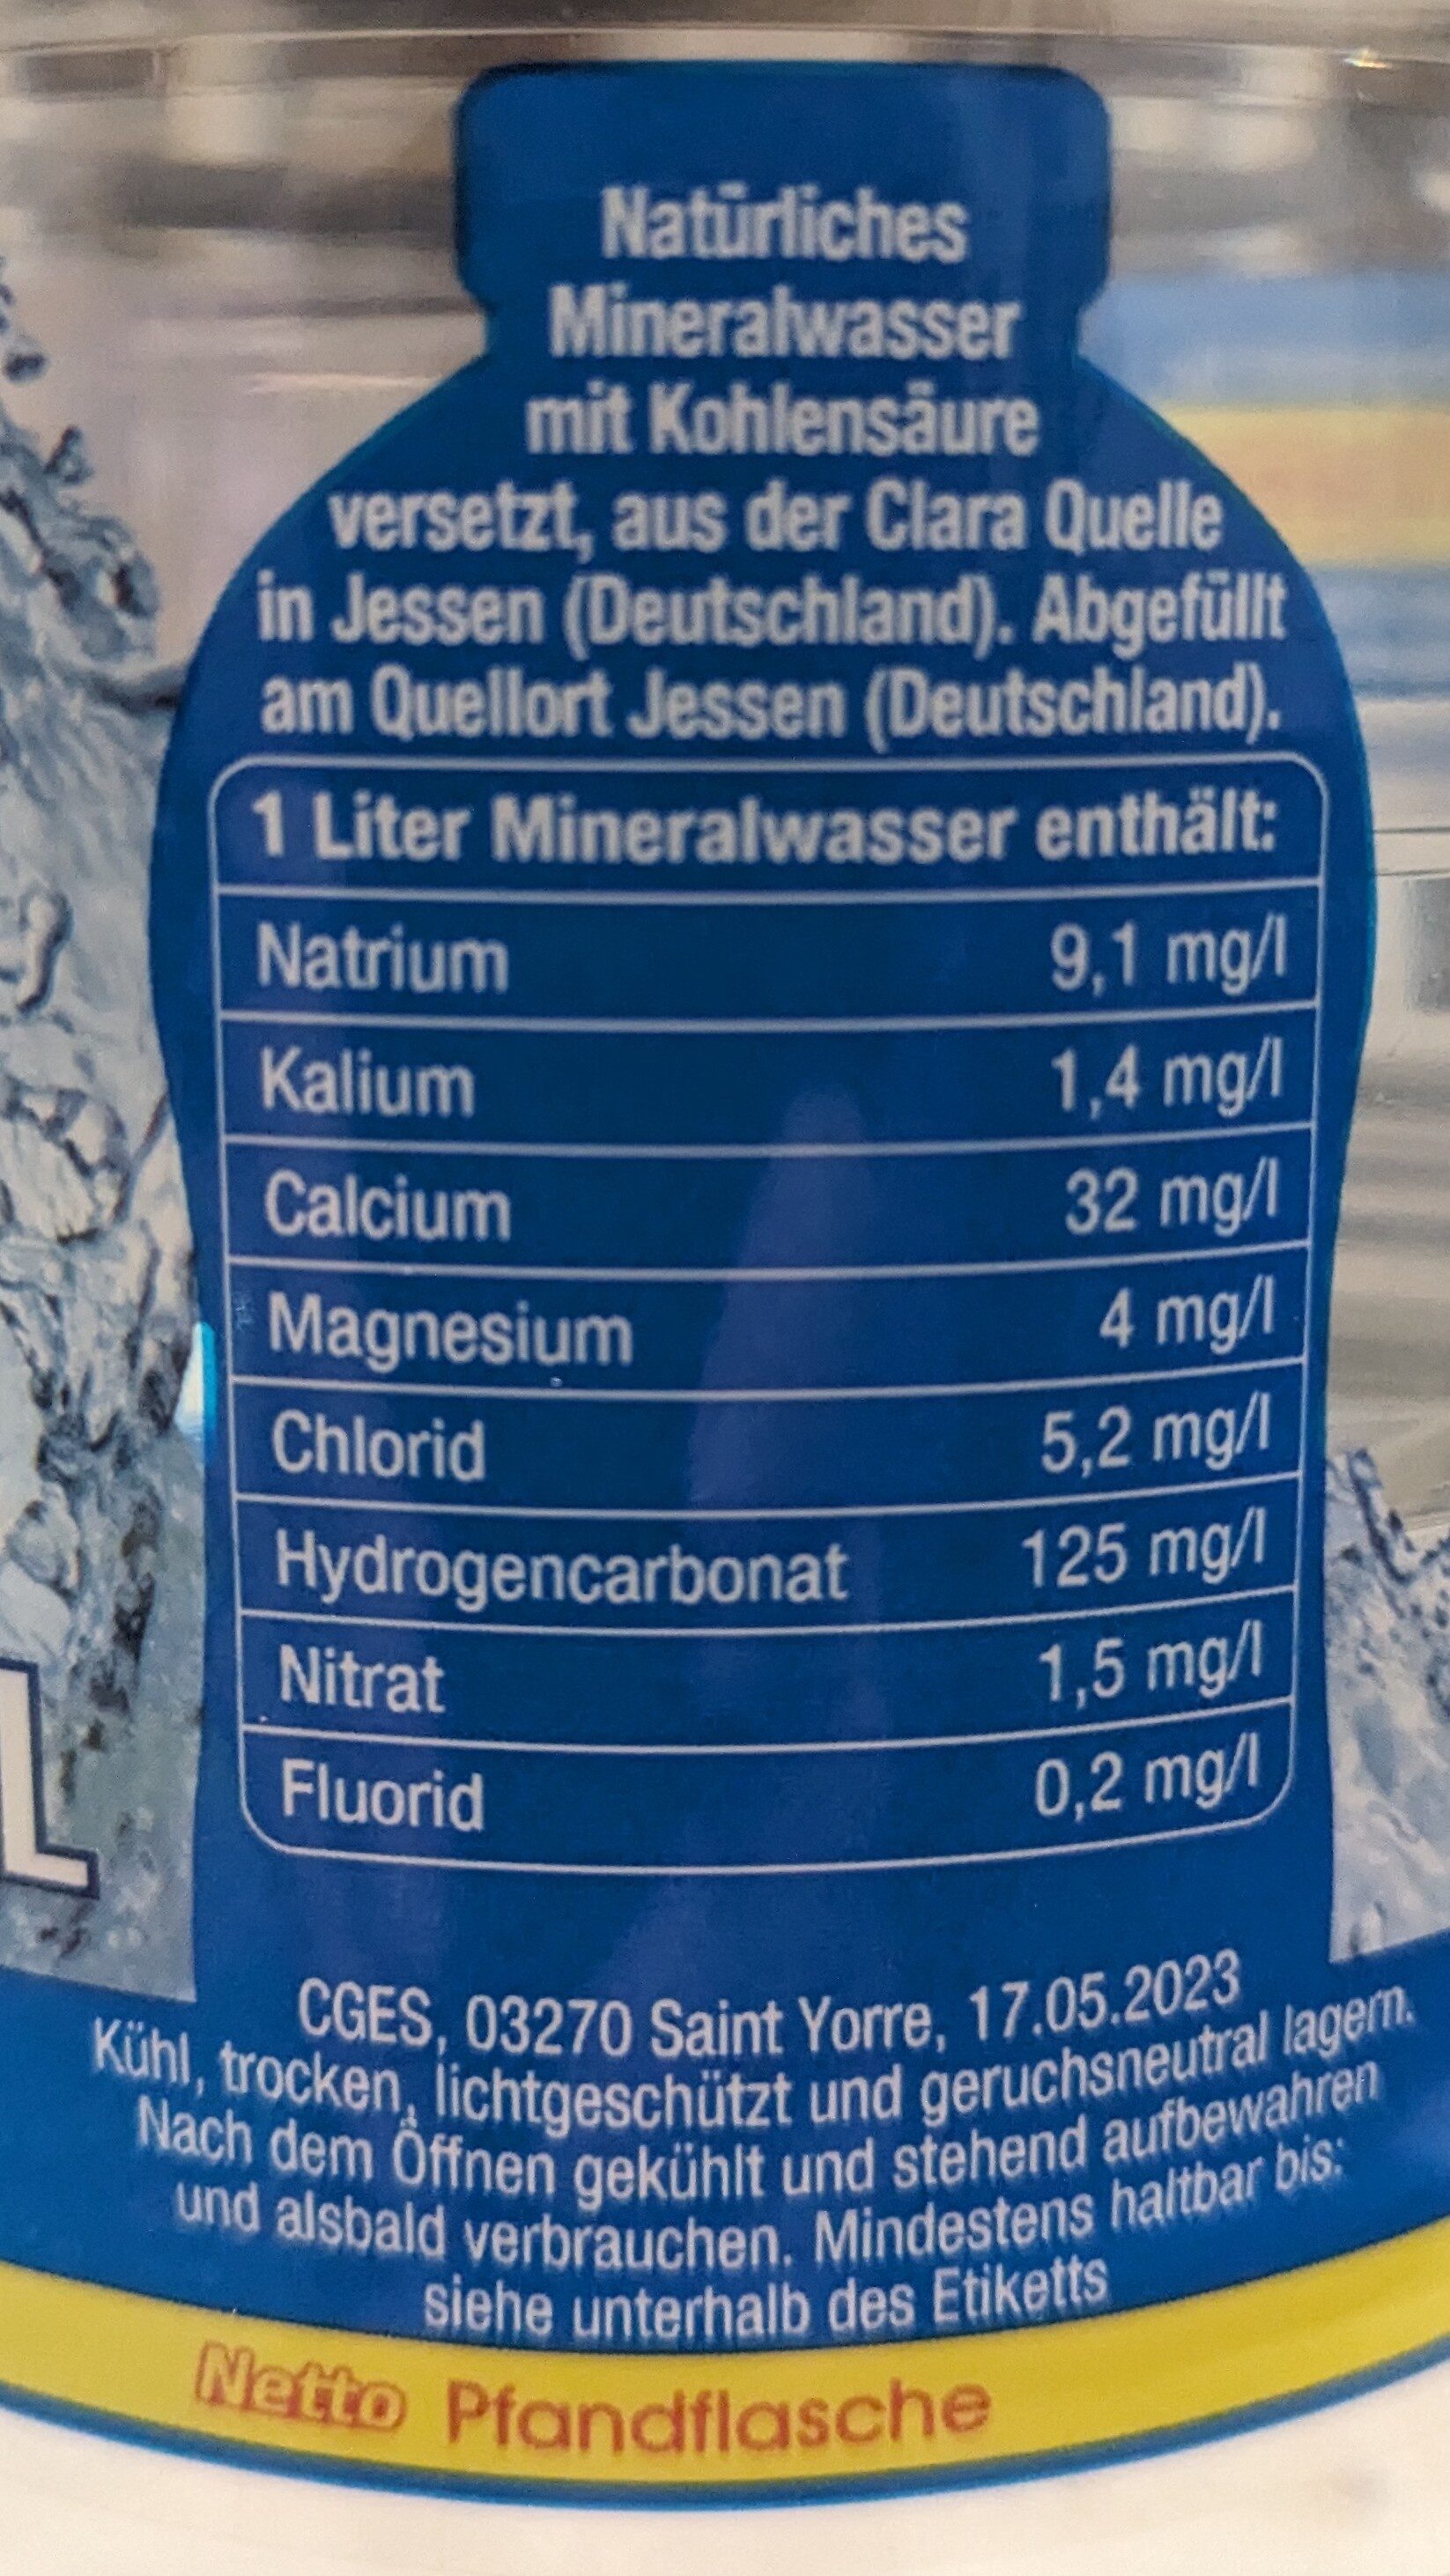 Natürliches
Mineralwasser
mit Kohlensäure
versetzt, aus der Clara Quelle
in Jessen (Deutschland). Abgefüllt
am Quellort Jessen (Deutschland).
1 Liter Mineralwasser enthält:
Natrium 9,1 mg/l
Kalium 1,4 mg/l
Calcium 32 mg/l
Magnesium 4 mg/l
Chlorid 5,2 mg/l
Hydrogencarbonat 125 mg/l
Nitrat 1,5 mg/l
Fluorid 0,2 mg/l
L
CGES, 03270 Saint Yorre, 17.05.2023
Kühl, trocken, lichtgeschützt und geruchsneutral lagern.
Nach dem Öffnen gekühlt und stehend aufbewahren
und alsbald verbrauchen. Mindestens haltbar bis:
siehe unterhalb des Etiketts
Netto Pfandflasche